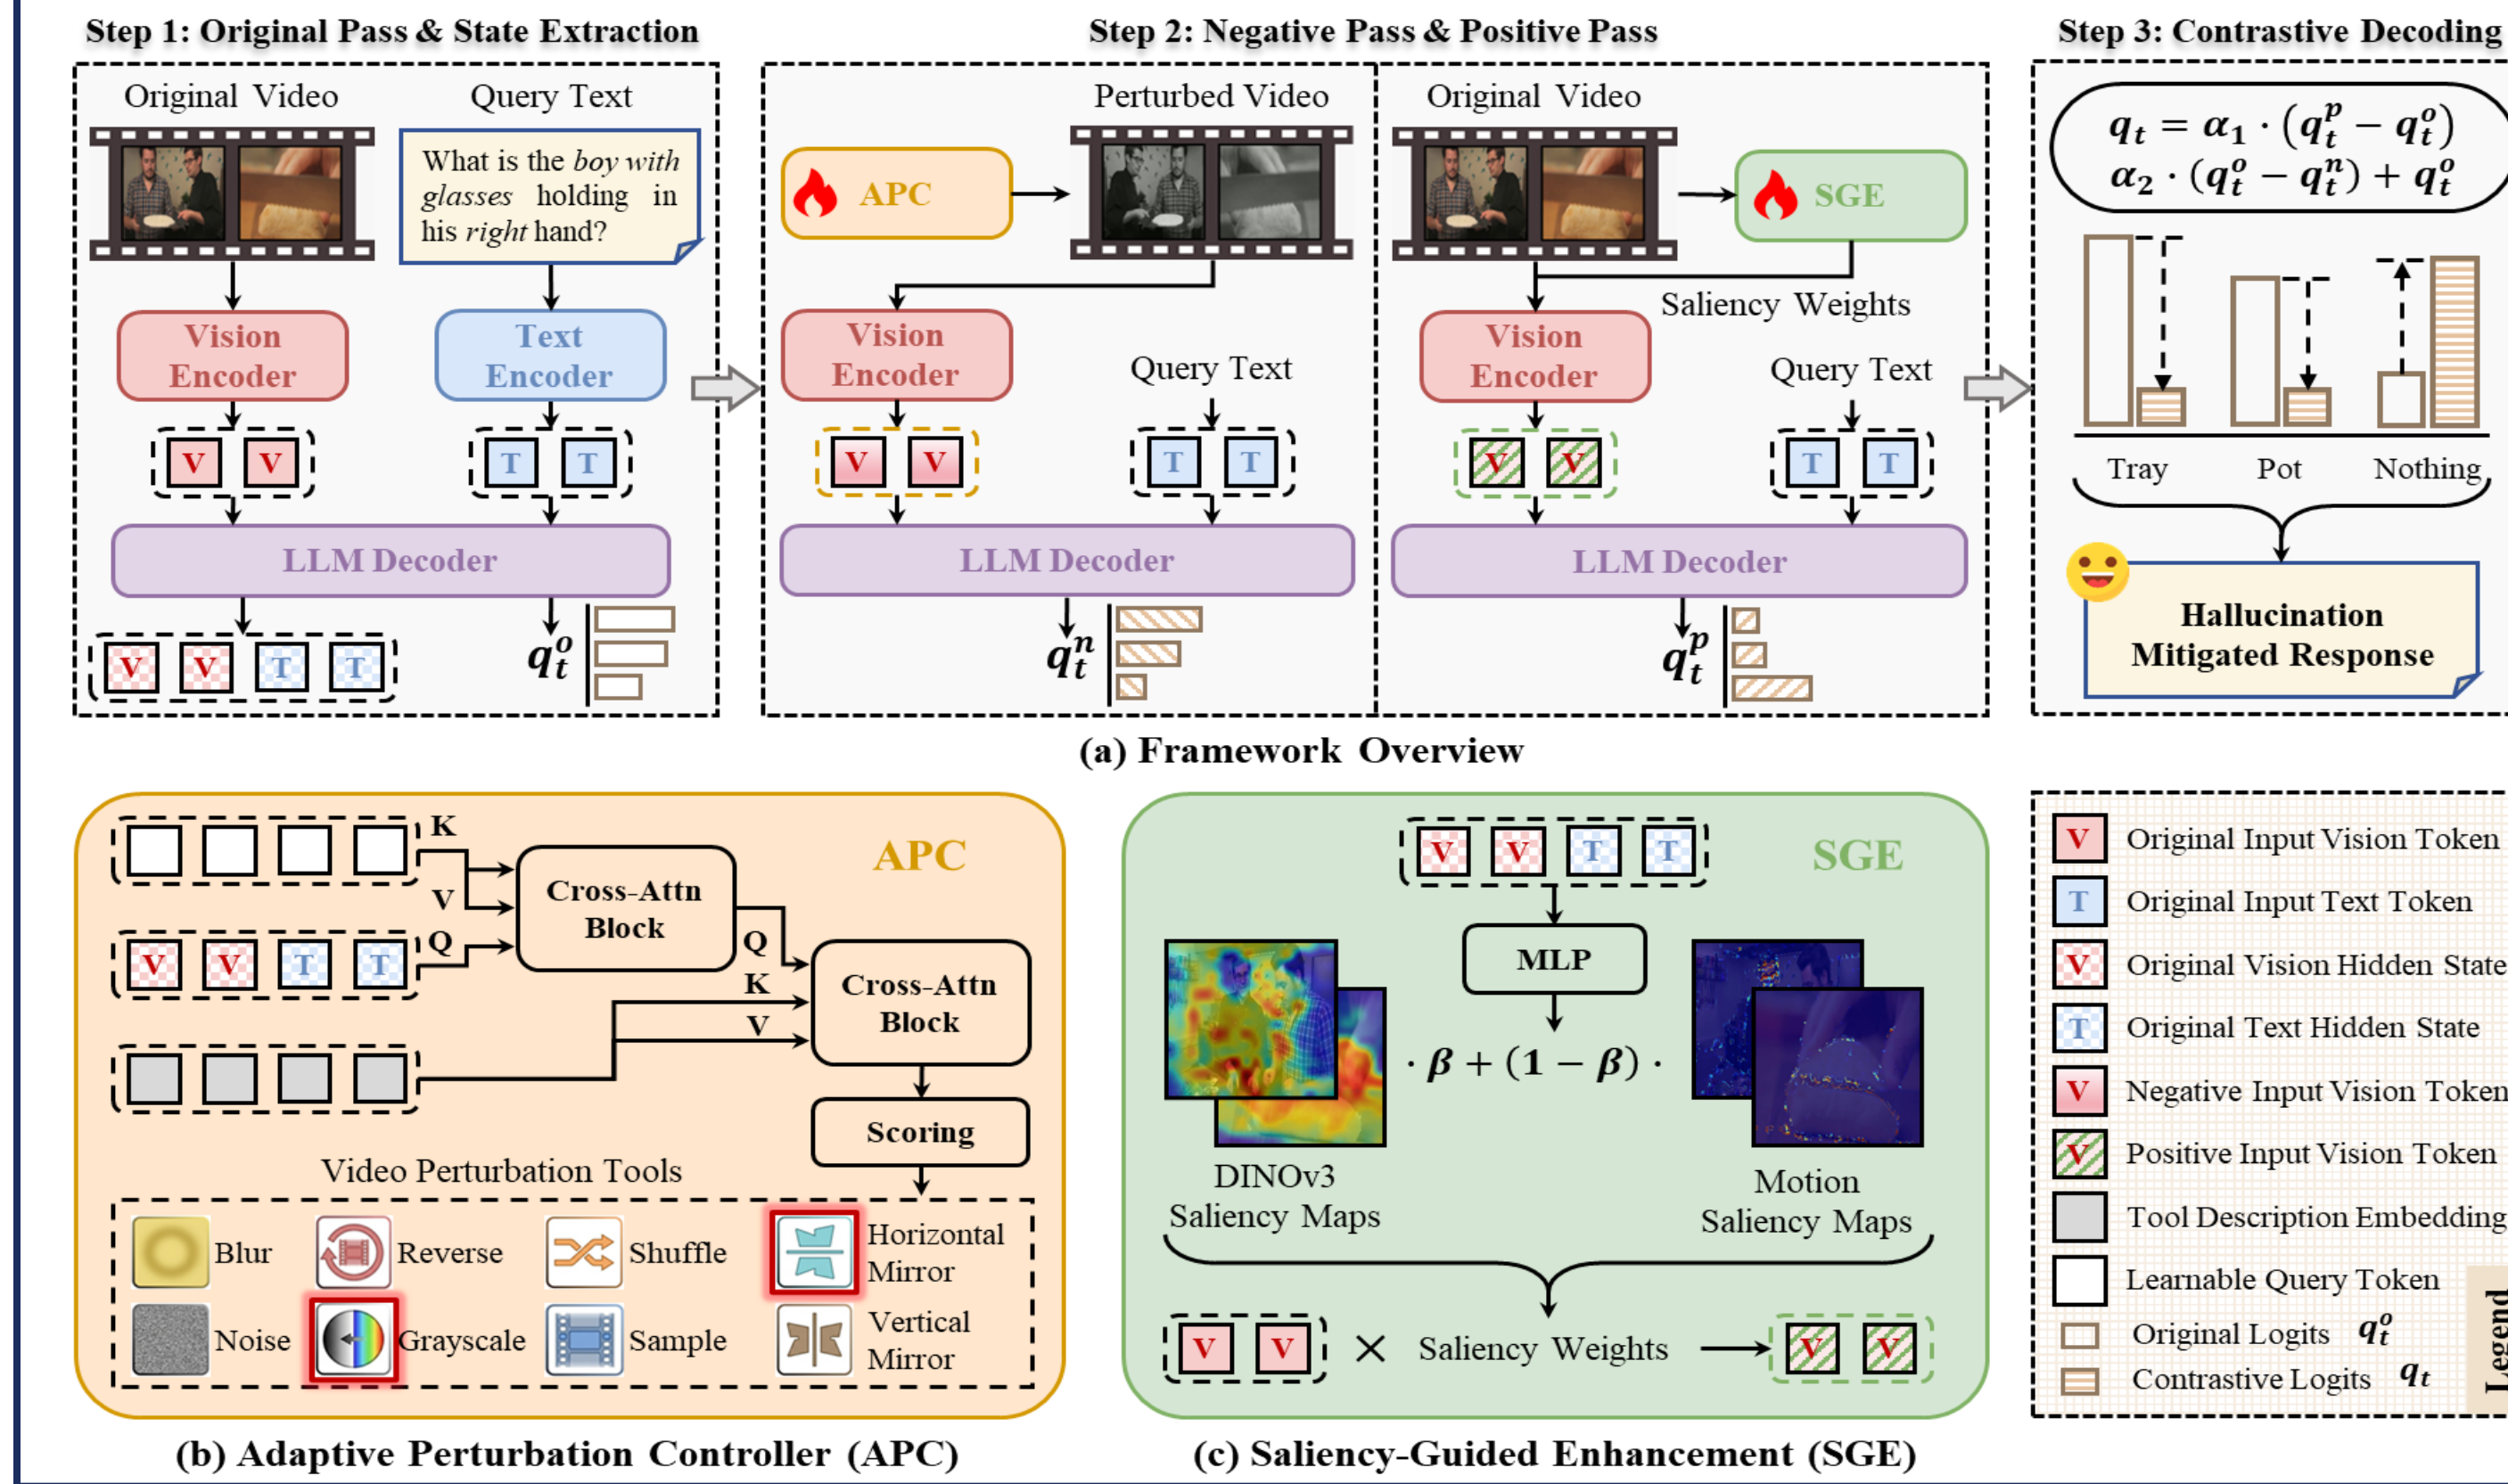 Step 1: Original Pass & State Extraction
Original Video
Query Text
What is the boy with
glasses holding in
his right hand?
Vision
Encoder
Text
Encoder
V V
T T
LLM Decoder
V V T T
q_t^o
Step 2: Negative Pass & Positive Pass
APC
Perturbed Video
Vision
Encoder
Query Text
V V
T T
LLM Decoder
q_t^n
Original Video
SGE
Saliency Weights
Vision
Encoder
Query Text
V V
T T
LLM Decoder
q_t^p
Step 3: Contrastive Decoding
q_t = α_1 · (q_t^p − q_t^o)
α_2 · (q_t^o − q_t^n) + q_t^o
Tray
Pot
Nothing
Hallucination
Mitigated Response
(a) Framework Overview
APC
K
V
Q
V V T T
Cross-Attn
Block
Q
K
V
Cross-Attn
Block
Scoring
Video Perturbation Tools
Blur
Reverse
Shuffle
Horizontal
Mirror
Noise
Grayscale
Sample
Vertical
Mirror
(b) Adaptive Perturbation Controller (APC)
SGE
V V T T
MLP
· β + (1 − β) ·
DINOv3
Saliency Maps
Motion
Saliency Maps
V V × Saliency Weights V V
(c) Saliency-Guided Enhancement (SGE)
V Original Input Vision Token
T Original Input Text Token
V Original Vision Hidden State
T Original Text Hidden State
V Negative Input Vision Token
V Positive Input Vision Token
Tool Description Embedding
Learnable Query Token
Original Logits q_t^o
Contrastive Logits q_t
Legend